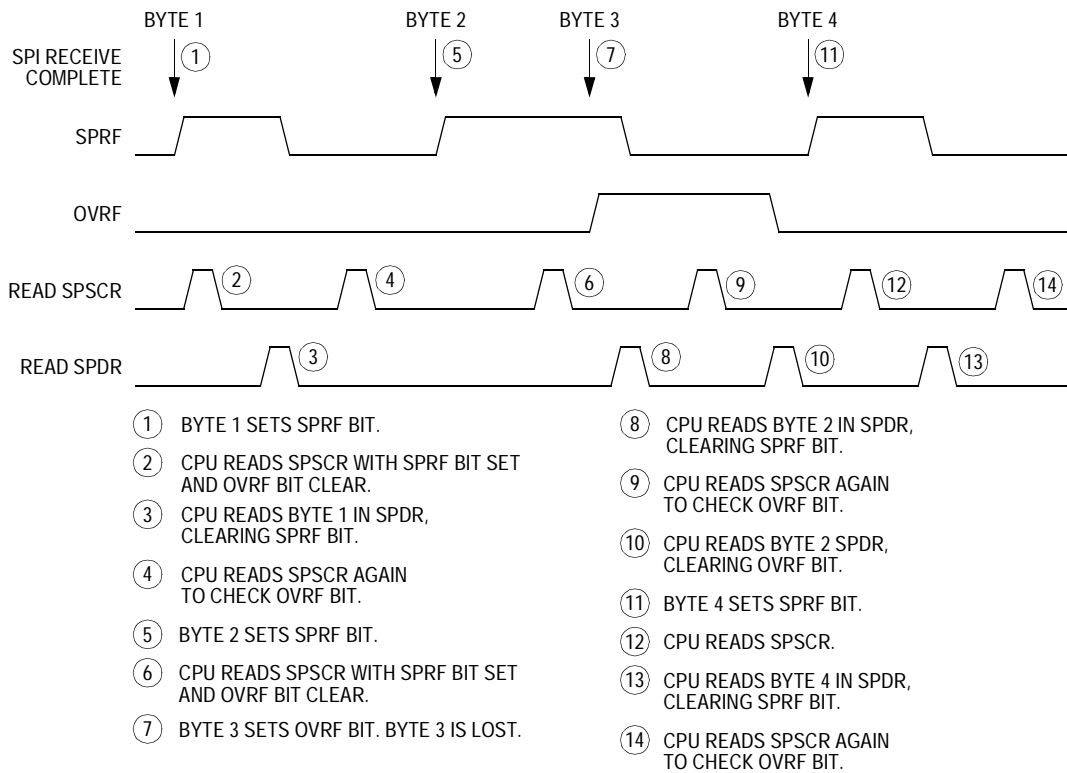 BYTE 1 BYTE 2 BYTE 3 BYTE 4
SPI RECEIVE
COMPLETE
1 5 7 11
SPRF
OVRF
READ SPSCR
2 4 6 9 12 14
READ SPDR
3 8 10 13
1 BYTE 1 SETS SPRF BIT.
2 CPU READS SPSCR WITH SPRF BIT SET
AND OVRF BIT CLEAR.
3 CPU READS BYTE 1 IN SPDR,
CLEARING SPRF BIT.
4 CPU READS SPSCR AGAIN
TO CHECK OVRF BIT.
5 BYTE 2 SETS SPRF BIT.
6 CPU READS SPSCR WITH SPRF BIT SET
AND OVRF BIT CLEAR.
7 BYTE 3 SETS OVRF BIT. BYTE 3 IS LOST.
8 CPU READS BYTE 2 IN SPDR,
CLEARING SPRF BIT.
9 CPU READS SPSCR AGAIN
TO CHECK OVRF BIT.
10 CPU READS BYTE 2 SPDR,
CLEARING OVRF BIT.
11 BYTE 4 SETS SPRF BIT.
12 CPU READS SPSCR.
13 CPU READS BYTE 4 IN SPDR,
CLEARING SPRF BIT.
14 CPU READS SPSCR AGAIN
TO CHECK OVRF BIT.